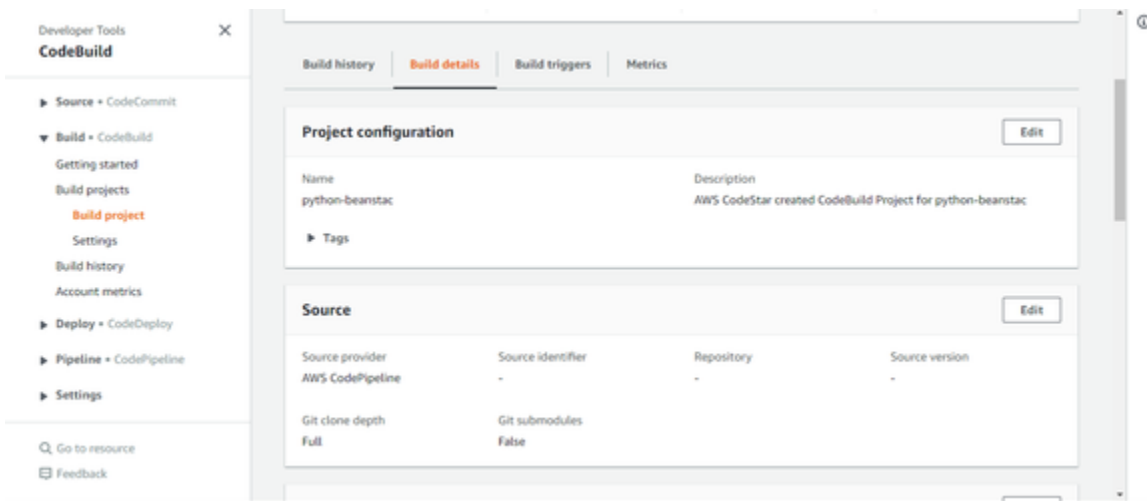 Developer Tools
CodeBuild
Source • CodeCommit
Build • CodeBuild
Getting started
Build projects
Build project
Settings
Build history
Account metrics
Deploy • CodeDeploy
Pipeline • CodePipeline
Settings
Go to resource
Feedback
Build history
Build details
Build triggers
Metrics
Project configuration
Edit
Name
Description
python-beanstac
AWS CodeStar created CodeBuild Project for python-beanstac
Tags
Source
Edit
Source provider
Source identifier
Repository
Source version
AWS CodePipeline
-
-
-
Git clone depth
Git submodules
Full
False